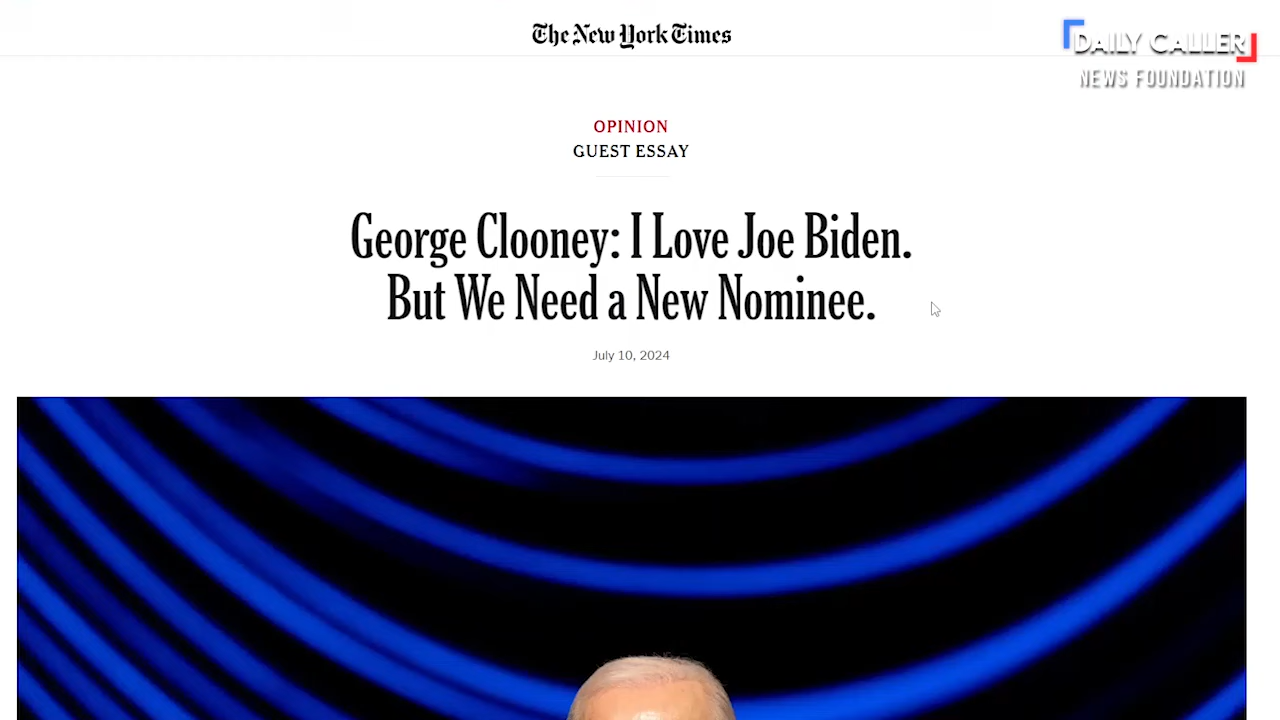 The New York Times
DAILY CALLER
NEWS FOUNDATION
OPINION
GUEST ESSAY
George Clooney: I Love Joe Biden.
But We Need a New Nominee.
July 10, 2024